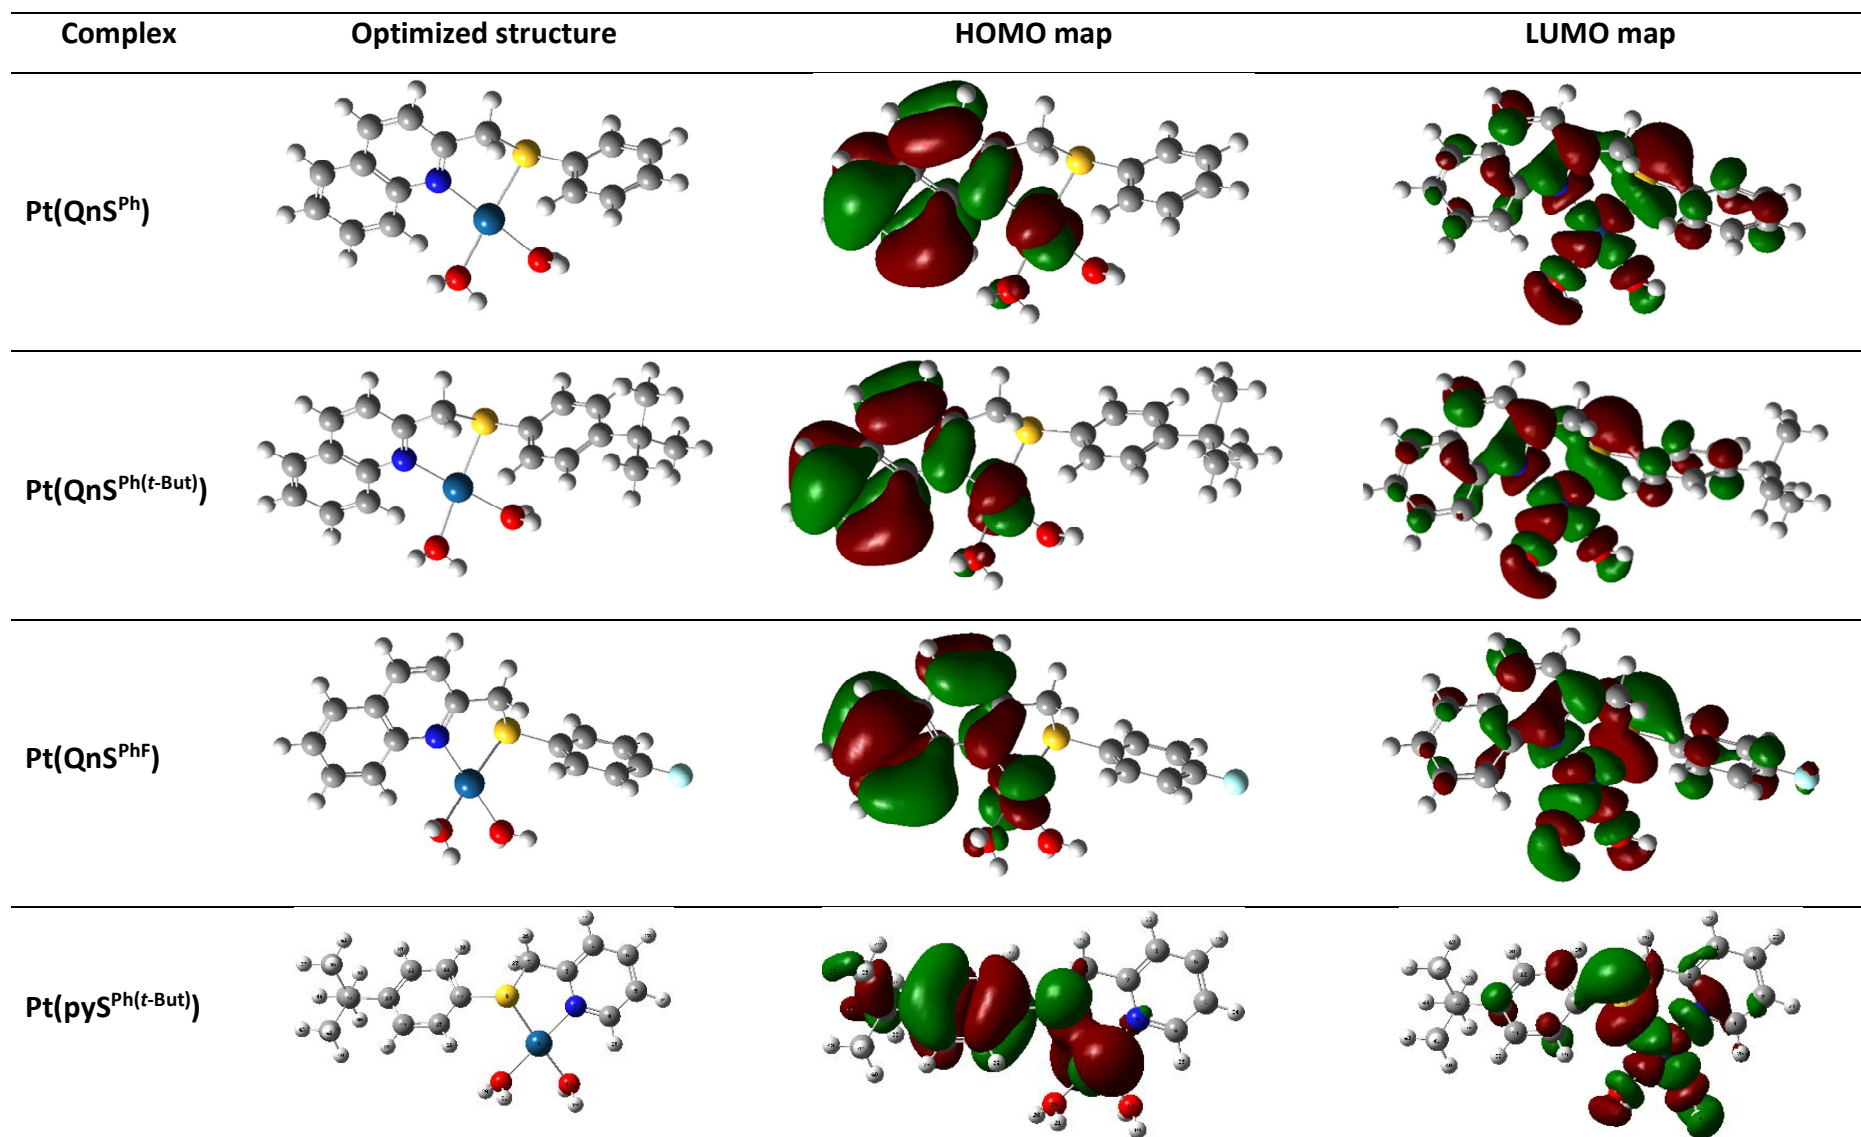 Complex Optimized structure HOMO map LUMO map
Pt(QnS^Ph)
Pt(QnS^Ph(t-But))
Pt(QnS^PhF)
Pt(pyS^Ph(t-But))